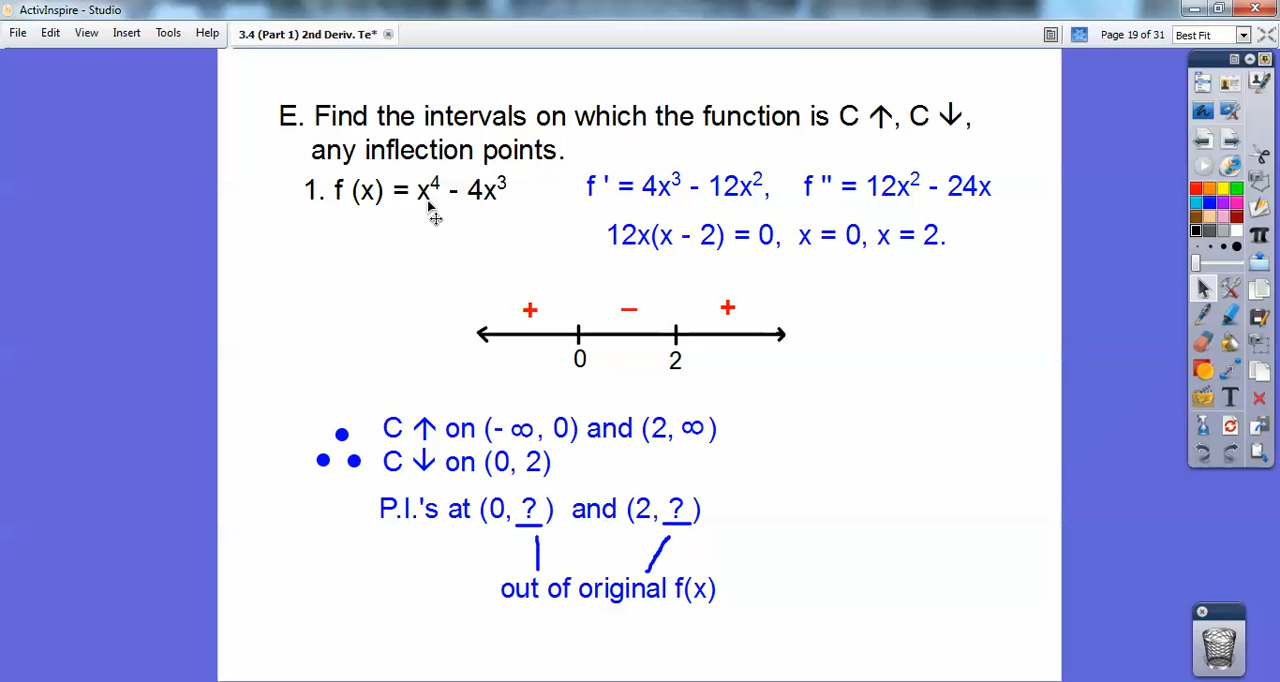 ActivInspire - Studio
File Edit View Insert Tools Help 3.4 (Part 1) 2nd Deriv. Te* Page 19 of 31 Best Fit
E. Find the intervals on which the function is C ↑, C ↓,
any inflection points.
1. f (x) = x⁴ - 4x³ f ' = 4x³ - 12x², f " = 12x² - 24x
12x(x - 2) = 0, x = 0, x = 2.
+ – +
0 2
C ↑ on (- ∞, 0) and (2, ∞)
C ↓ on (0, 2)
P.I.'s at (0, ? ) and (2, ? )
out of original f(x)